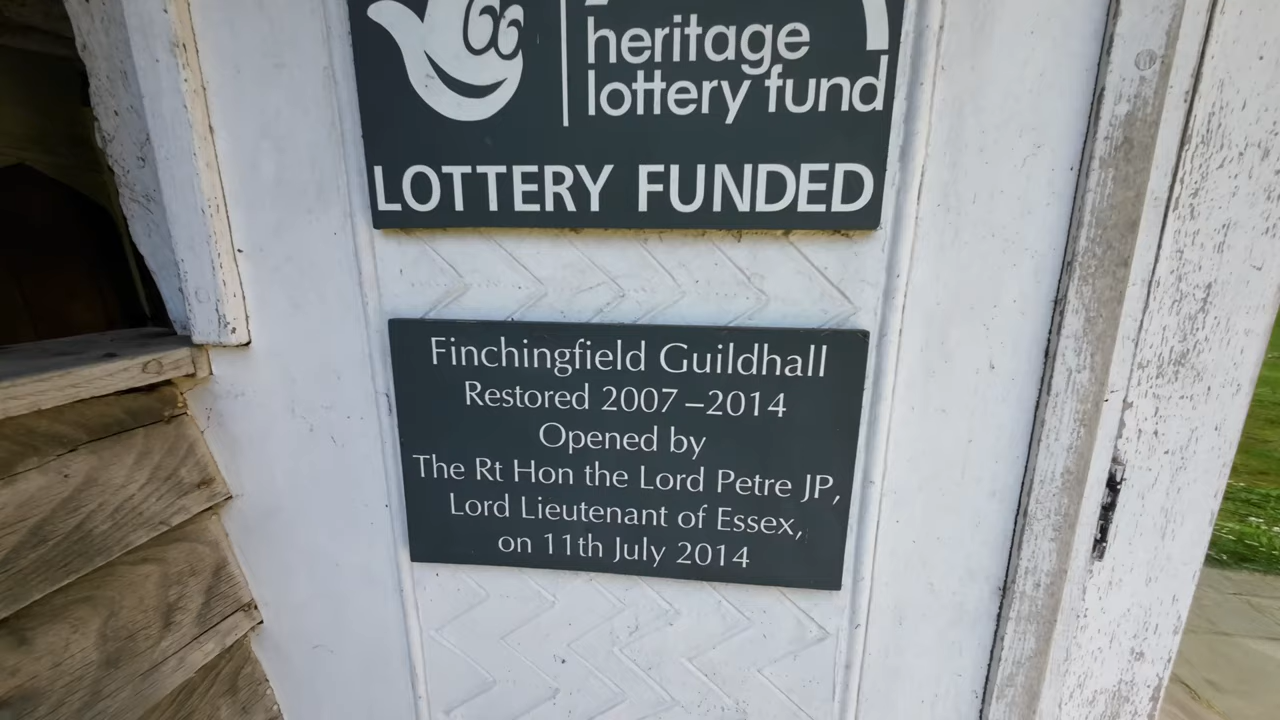 heritage
lottery fund
LOTTERY FUNDED
Finchingfield Guildhall
Restored 2007–2014
Opened by
The Rt Hon the Lord Petre JP,
Lord Lieutenant of Essex,
on 11th July 2014